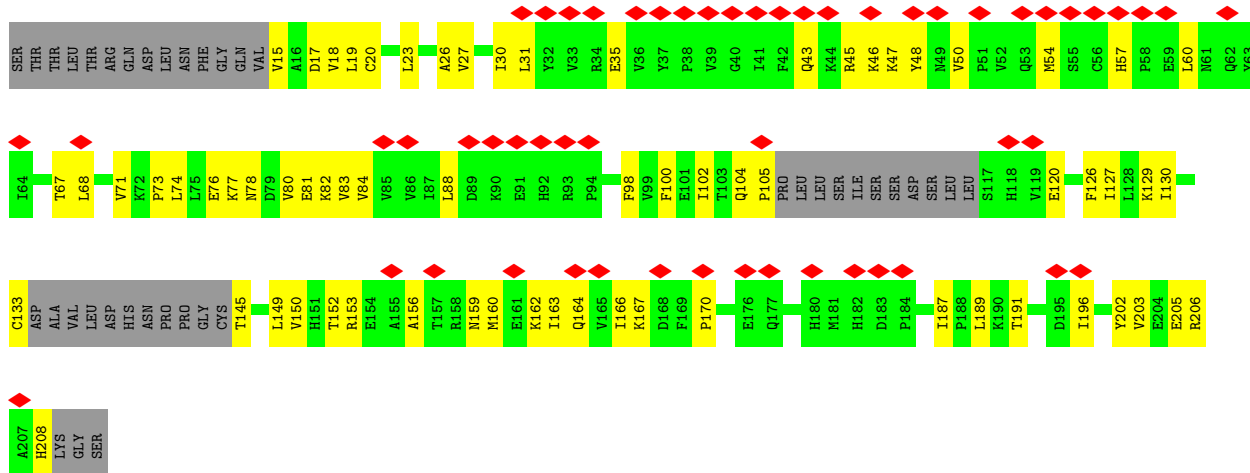 SER THR THR LEU THR ARG GLN ASP LEU ASN PHE GLY GLN VAL V15 A16 D17 V18 L19 C20 L23 A26 V27 I30 L31 Y32 V33 R34 E35 V36 Y37 P38 V39 G40 I41 F42 Q43 K44 R45 K46 K47 Y48 N49 V50 P51 V52 Q53 M54 S55 C56 H57 P58 E59 L60 N61 Q62 Y63
I64 T67 L68 V71 K72 P73 L74 L75 E76 K77 N78 D79 V80 E81 K82 V83 V84 V85 V86 I87 L88 D89 K90 E91 H92 R93 P94 F98 V99 F100 E101 I102 T103 Q104 P105 PRO LEU LEU SER ILE SER SER ASP SER LEU LEU S117 H118 V119 E120 F126 I127 L128 K129 I130
C133 ASP ALA VAL LEU ASP HIS ASN PRO PRO GLY CYS T145 L149 V150 H151 T152 R153 E154 A155 A156 T157 R158 N159 M160 E161 K162 I163 Q164 V165 I166 K167 D168 F169 P170 E176 Q177 H180 M181 H182 D183 P184 I187 P188 L189 K190 T191 D195 I196 Y202 V203 E204 E205 R206
A207 H208 LYS GLY SER